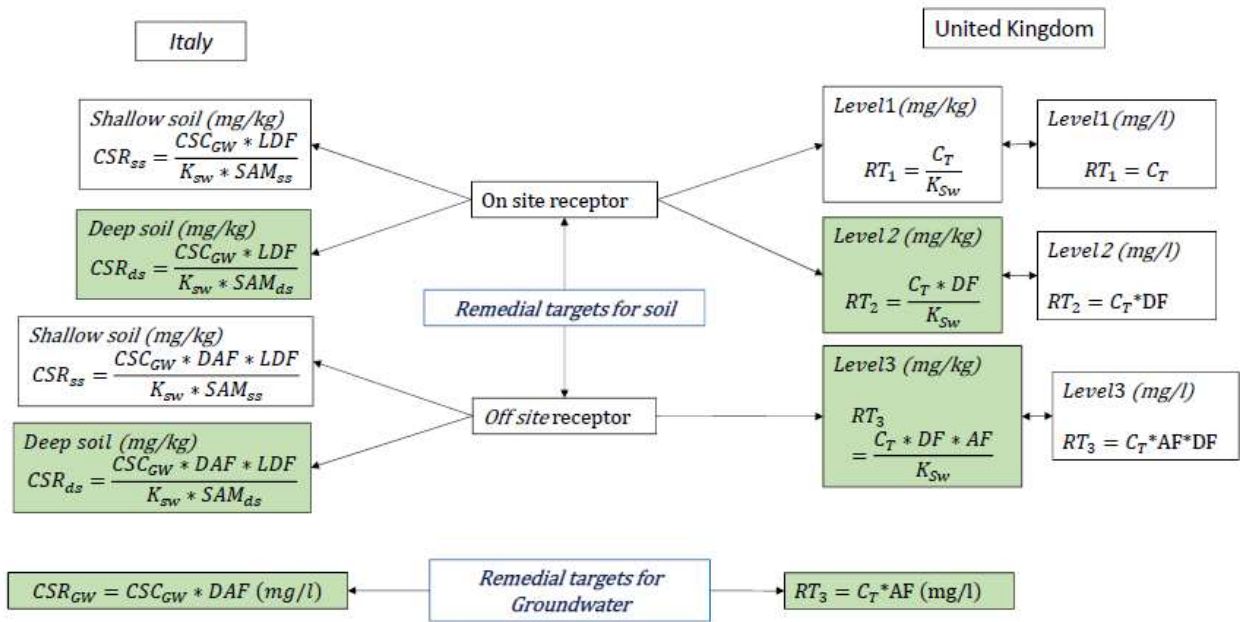 Italy
United Kingdom
Shallow soil (mg/kg)
CSR_ss = (CSC_GW * LDF) / (K_sw * SAM_ss)
Deep soil (mg/kg)
CSR_ds = (CSC_GW * LDF) / (K_sw * SAM_ds)
Shallow soil (mg/kg)
CSR_ss = (CSC_GW * DAF * LDF) / (K_sw * SAM_ss)
Deep soil (mg/kg)
CSR_ds = (CSC_GW * DAF * LDF) / (K_sw * SAM_ds)
On site receptor
Remedial targets for soil
Off site receptor
Level1(mg/kg)
RT_1 = C_T / K_Sw
Level1(mg/l)
RT_1 = C_T
Level2 (mg/kg)
RT_2 = (C_T * DF) / K_Sw
Level2 (mg/l)
RT_2 = C_T*DF
Level3 (mg/kg)
RT_3
= (C_T * DF * AF) / K_Sw
Level3 (mg/l)
RT_3 = C_T*AF*DF
CSR_GW = CSC_GW * DAF (mg/l)
Remedial targets for
Groundwater
RT_3 = C_T*AF (mg/l)